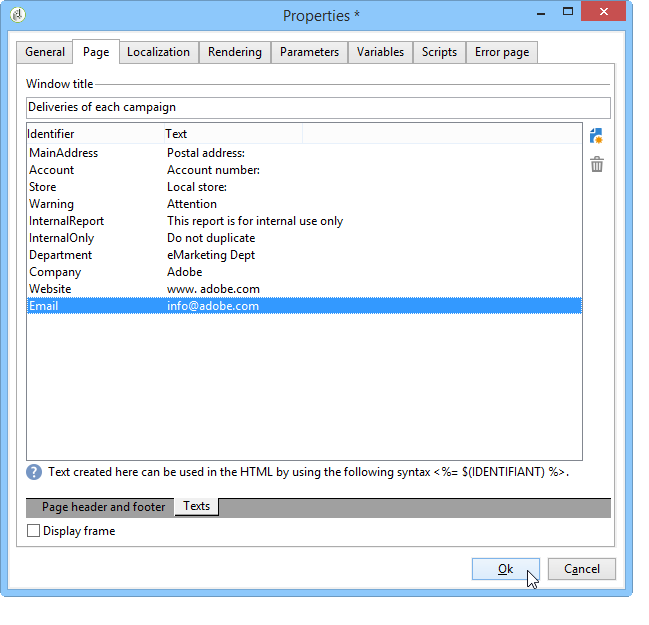 Properties *
General Page Localization Rendering Parameters Variables Scripts Error page
Window title
Deliveries of each campaign
Identifier Text
MainAddress Postal address:
Account Account number:
Store Local store:
Warning Attention
InternalReport This report is for internal use only
InternalOnly Do not duplicate
Department eMarketing Dept
Company Adobe
Website www. adobe.com
Email info@adobe.com
? Text created here can be used in the HTML by using the following syntax <%= $(IDENTIFIANT) %>.
Page header and footer Texts
Display frame
Ok Cancel